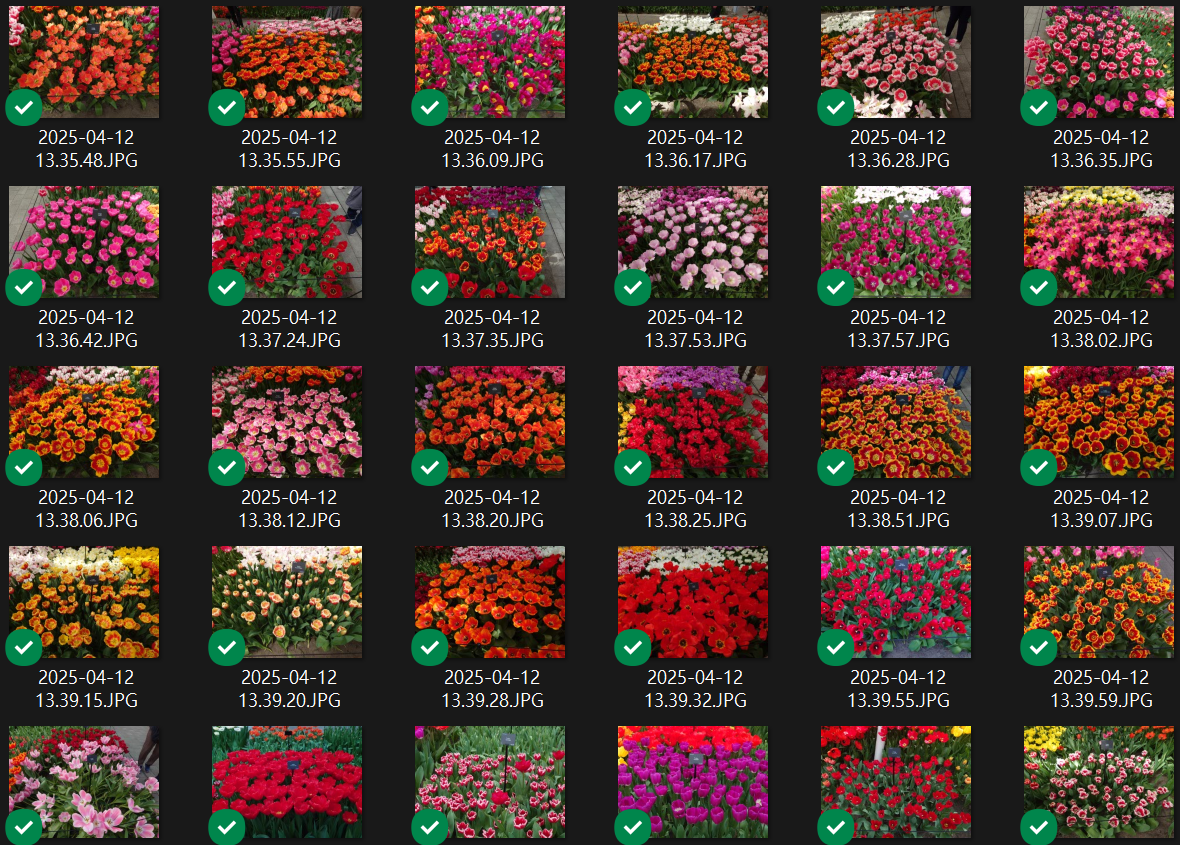 2025-04-12 2025-04-12 2025-04-12 2025-04-12 2025-04-12 2025-04-12
13.35.48.JPG 13.35.55.JPG 13.36.09.JPG 13.36.17.JPG 13.36.28.JPG 13.36.35.JPG
2025-04-12 2025-04-12 2025-04-12 2025-04-12 2025-04-12 2025-04-12
13.36.42.JPG 13.37.24.JPG 13.37.35.JPG 13.37.53.JPG 13.37.57.JPG 13.38.02.JPG
2025-04-12 2025-04-12 2025-04-12 2025-04-12 2025-04-12 2025-04-12
13.38.06.JPG 13.38.12.JPG 13.38.20.JPG 13.38.25.JPG 13.38.51.JPG 13.39.07.JPG
2025-04-12 2025-04-12 2025-04-12 2025-04-12 2025-04-12 2025-04-12
13.39.15.JPG 13.39.20.JPG 13.39.28.JPG 13.39.32.JPG 13.39.55.JPG 13.39.59.JPG